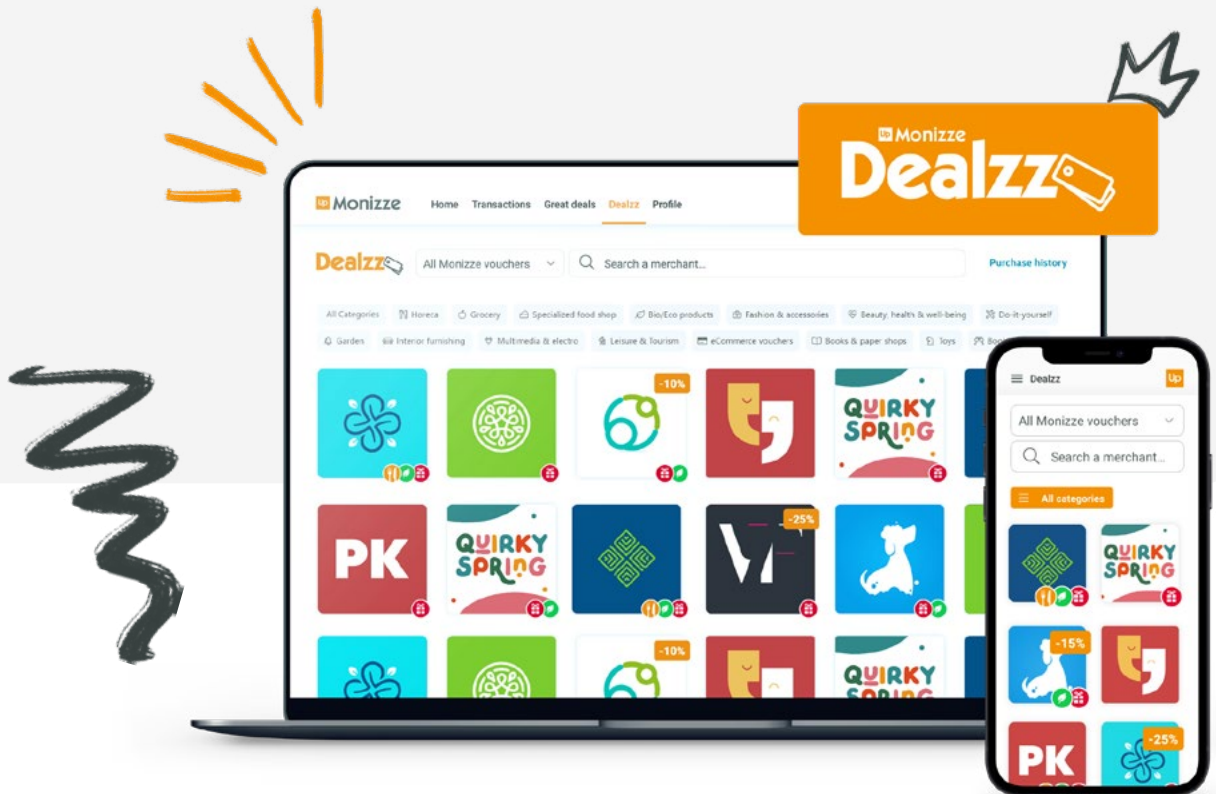 up Monizze
Dealzz
up Monizze Home Transactions Great deals Dealzz Profile
Dealzz All Monizze vouchers Search a merchant... Purchase history
All Categories Horeca Grocery Specialized food shop Bio/Eco products Fashion & accessories Beauty, health & well-being Do-it-yourself
Garden Interior furnishing Multimedia & electro Leisure & Tourism eCommerce vouchers Books & paper shops Toys
-10%
QUIRKY
SPRING
PK
QUIRKY
SPRING
-25%
-10%
QUIRKY
Dealzz Up
All Monizze vouchers
Search a merchant...
All categories
QUIRKY
SPRING
-15%
PK
-25%